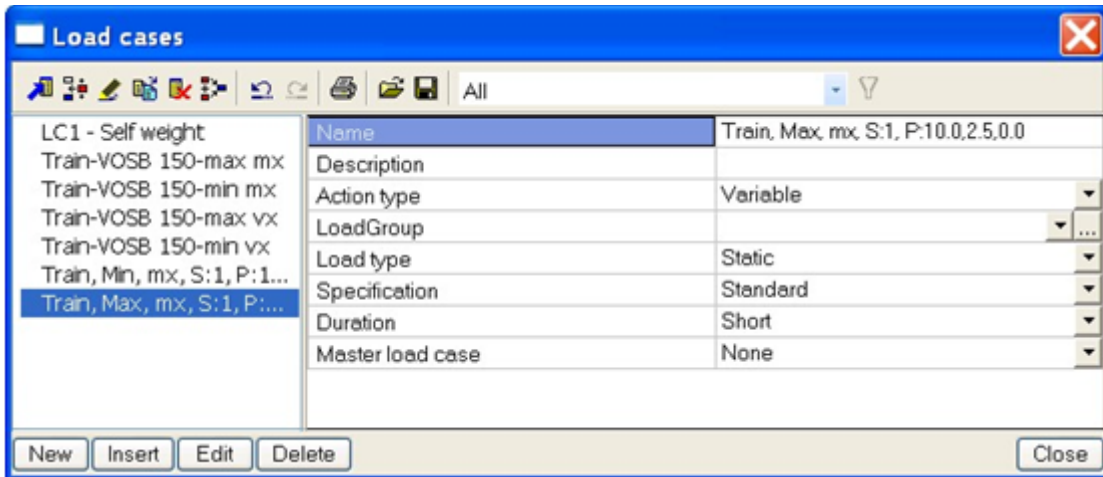 Load cases
All
LC1 - Self weight
Train-VOSB 150-max mx
Train-VOSB 150-min mx
Train-VOSB 150-max vx
Train-VOSB 150-min vx
Train, Min, mx, S:1, P:1...
Train, Max, mx, S:1, P:...
Name Train, Max, mx, S:1, P:10.0,2.5,0.0
Description
Action type Variable
LoadGroup ...
Load type Static
Specification Standard
Duration Short
Master load case None
New Insert Edit Delete Close